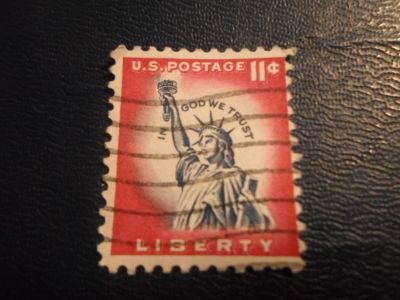 U.S. POSTAGE 11¢
IN GOD WE TRUST
LIBERTY